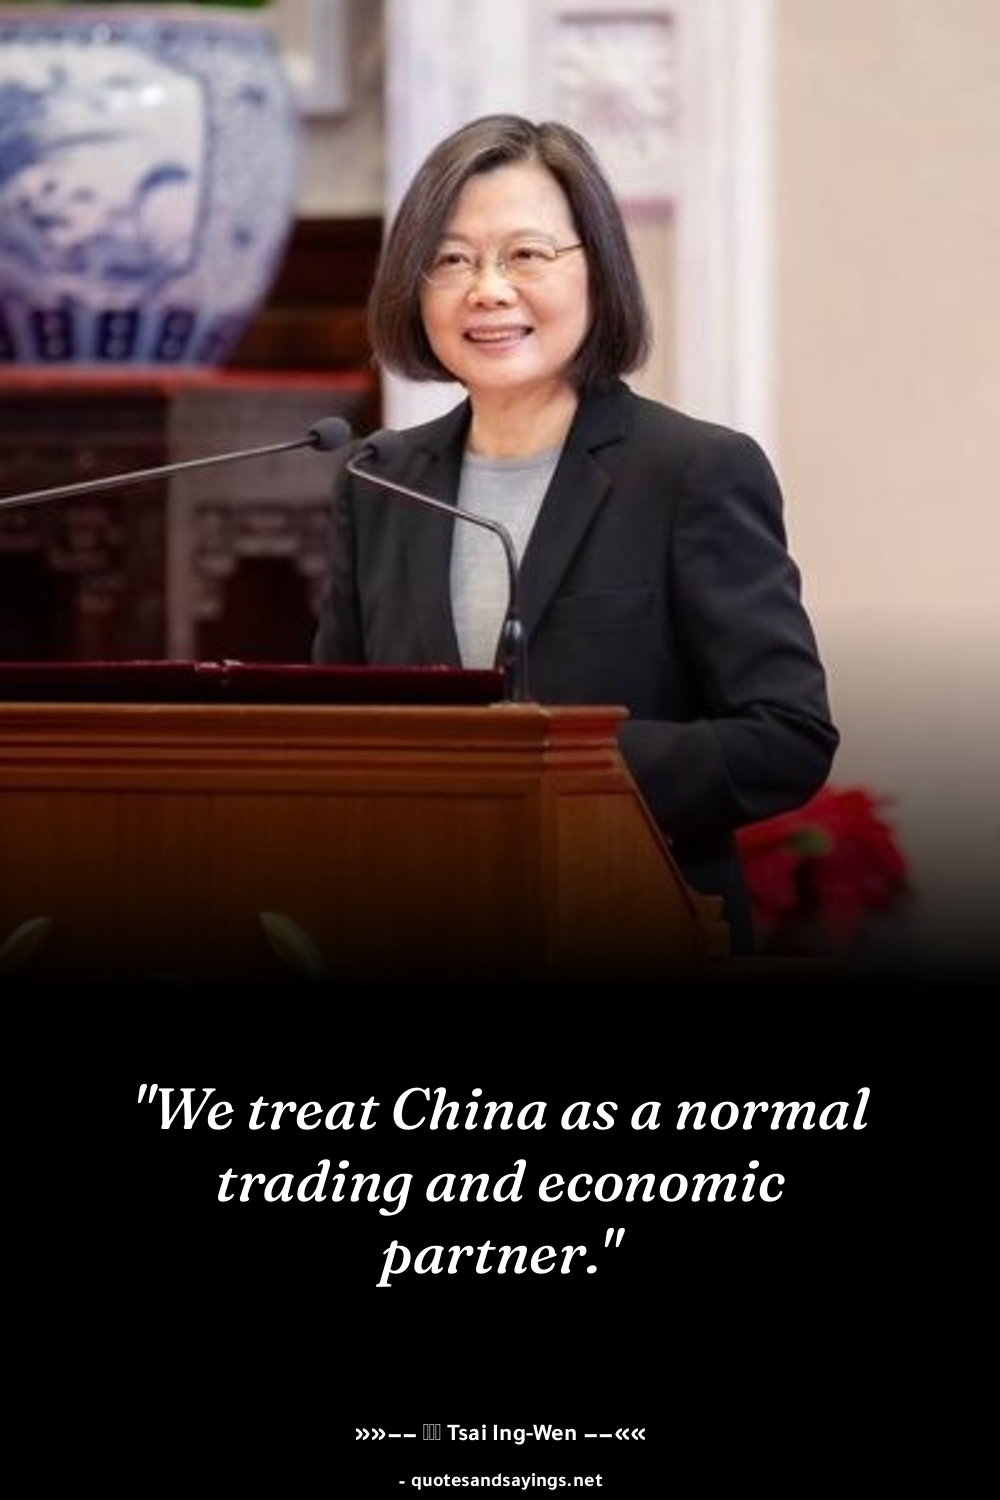 "We treat China as a normal
trading and economic
partner."
»»–– Tsai Ing-Wen ––««
- quotesandsayings.net